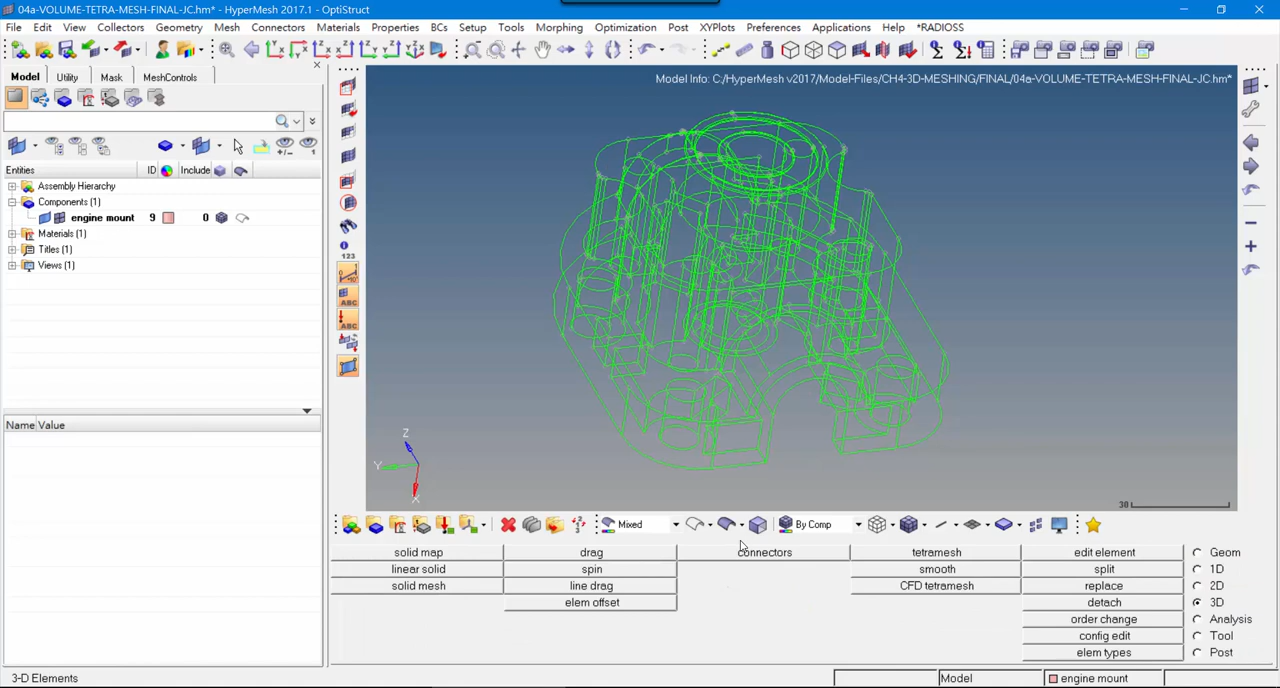 04a-VOLUME-TETRA-MESH-FINAL-JC.hm* - HyperMesh 2017.1 - OptiStruct
File Edit View Collectors Geometry Mesh Connectors Materials Properties BCs Setup Tools Morphing Optimization Post XYPlots Preferences Applications Help *RADIOSS
Model Utility Mask MeshControls
Model Info: C:/HyperMesh v2017/Model-Files/CH4-3D-MESHING/FINAL/04a-VOLUME-TETRA-MESH-FINAL-JC.hm*
Entities ID Include
Assembly Hierarchy
Components (1)
engine mount 9 0
Materials (1)
Titles (1)
Views (1)
123
ABC
ABC
Name Value
Z
Y
X
30
Mixed By Comp
solid map drag connectors tetramesh edit element Geom
linear solid spin smooth split 1D
solid mesh line drag CFD tetramesh replace 2D
elem offset detach 3D
order change Analysis
config edit Tool
elem types Post
3-D Elements Model engine mount